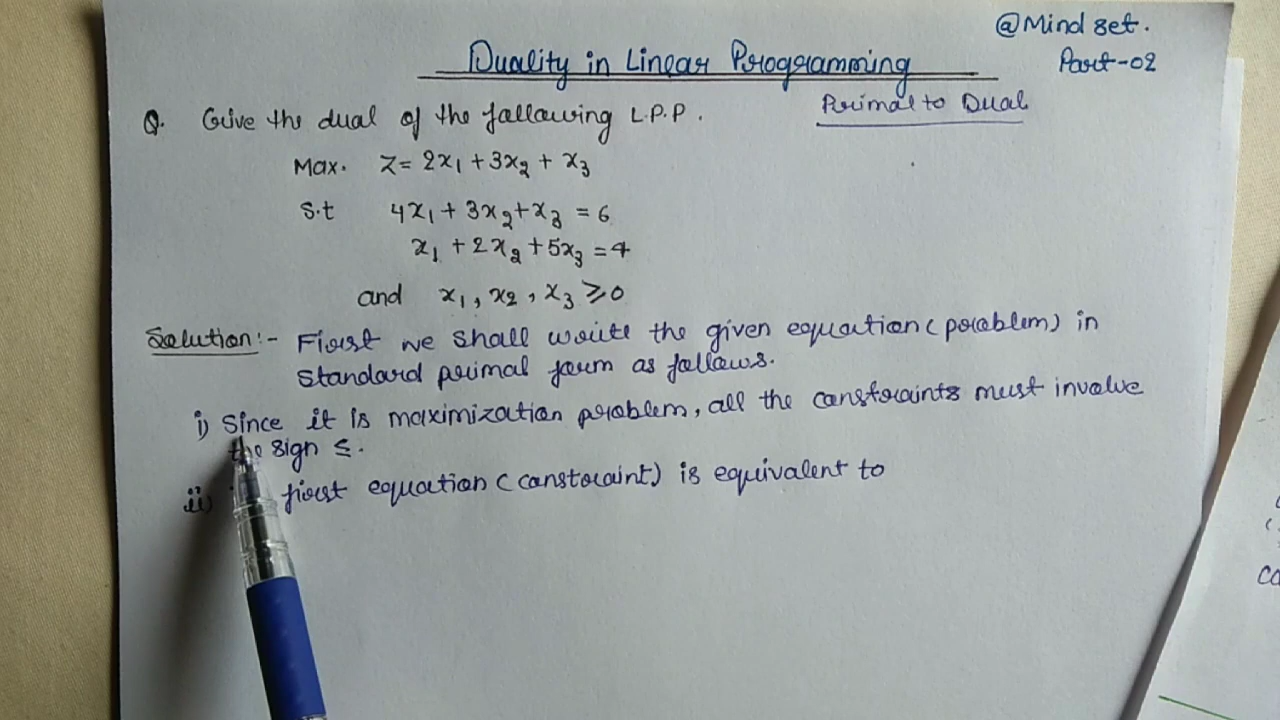 @Mind set.
Part-02
Duality in Linear Programming
Primal to Dual
Q. Give the dual of the following L.P.P.
Max. Z = 2x₁ + 3x₂ + x₃
S.t 4x₁ + 3x₂ + x₃ = 6
x₁ + 2x₂ + 5x₃ = 4
and x₁, x₂, x₃ ≥ 0
Solution:- First we shall write the given equation (problem) in
standard primal form as follows.
i) Since it is maximization problem, all the constraints must involve
the sign ≤.
ii) first equation (constraint) is equivalent to